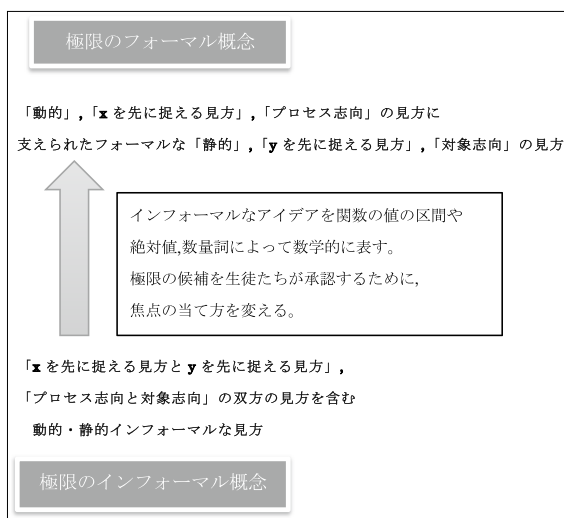 極限のフォーマル概念
「動的」,「xを先に捉える見方」,「プロセス志向」の見方に
支えられたフォーマルな「静的」,「yを先に捉える見方」,「対象志向」の見方
インフォーマルなアイデアを関数の値の区間や
絶対値,数量詞によって数学的に表す。
極限の候補を生徒たちが承認するために,
焦点の当て方を変える。
「xを先に捉える見方とyを先に捉える見方」,
「プロセス志向と対象志向」の双方の見方を含む
動的・静的インフォーマルな見方
極限のインフォーマル概念